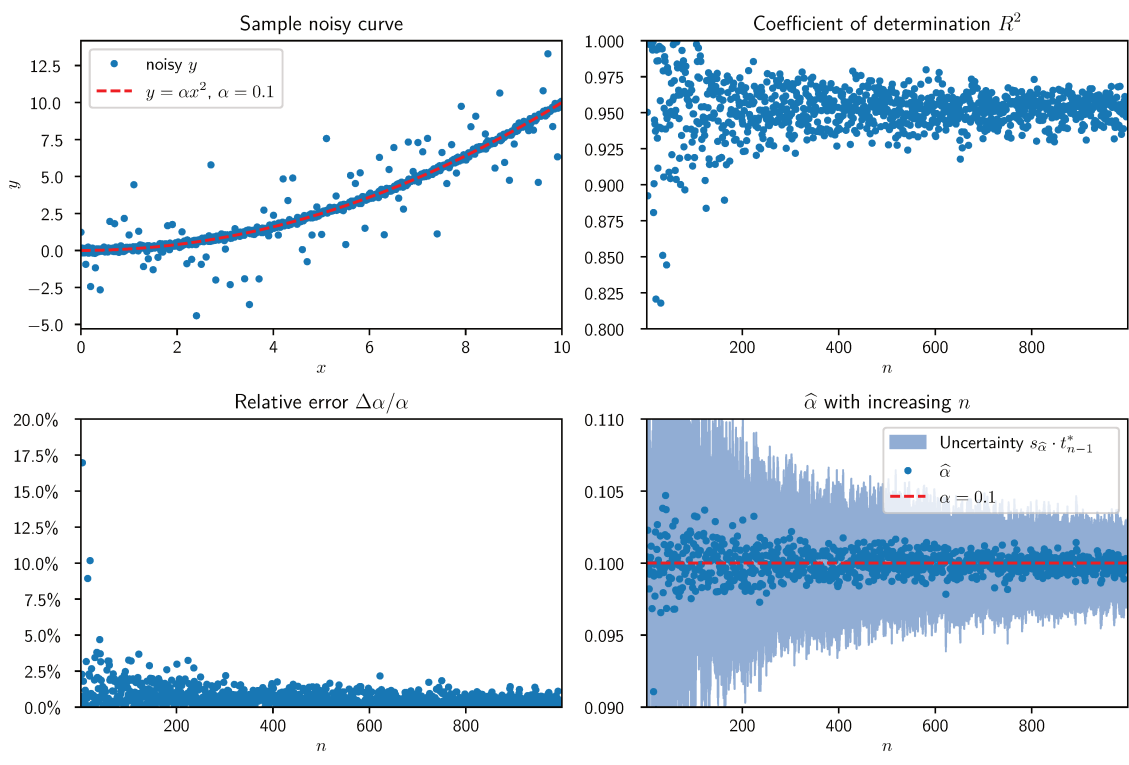 Sample noisy curve
noisy y
y = αx², α = 0.1
12.5
10.0
7.5
5.0
2.5
0.0
−2.5
−5.0
y
0 2 4 6 8 10
x
Coefficient of determination R²
1.000
0.975
0.950
0.925
0.900
0.875
0.850
0.825
0.800
200 400 600 800
n
Relative error Δα/α
20.0%
17.5%
15.0%
12.5%
10.0%
7.5%
5.0%
2.5%
0.0%
200 400 600 800
n
α̂ with increasing n
Uncertainty s_α̂ · t*_{n−1}
α̂
α = 0.1
0.110
0.105
0.100
0.095
0.090
200 400 600 800
n